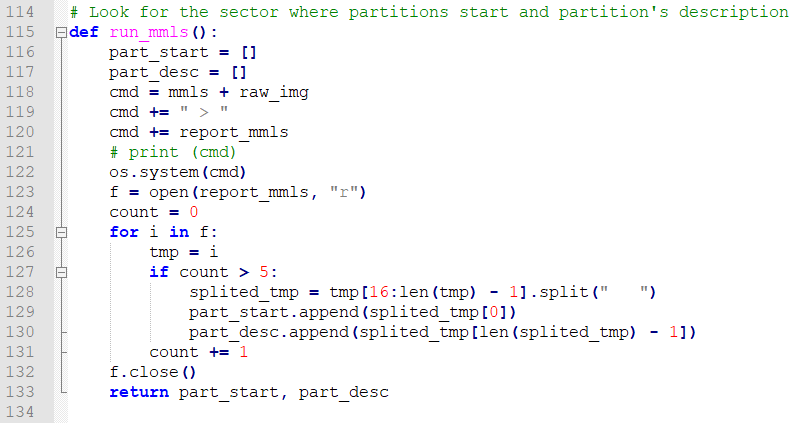 114 # Look for the sector where partitions start and partition's description
115 def run_mmls():
116     part_start = []
117     part_desc = []
118     cmd = mmls + raw_img
119     cmd += " > "
120     cmd += report_mmls
121     # print (cmd)
122     os.system(cmd)
123     f = open(report_mmls, "r")
124     count = 0
125     for i in f:
126         tmp = i
127         if count > 5:
128             splited_tmp = tmp[16:len(tmp) - 1].split("   ")
129             part_start.append(splited_tmp[0])
130             part_desc.append(splited_tmp[len(splited_tmp) - 1])
131         count += 1
132     f.close()
133     return part_start, part_desc
134